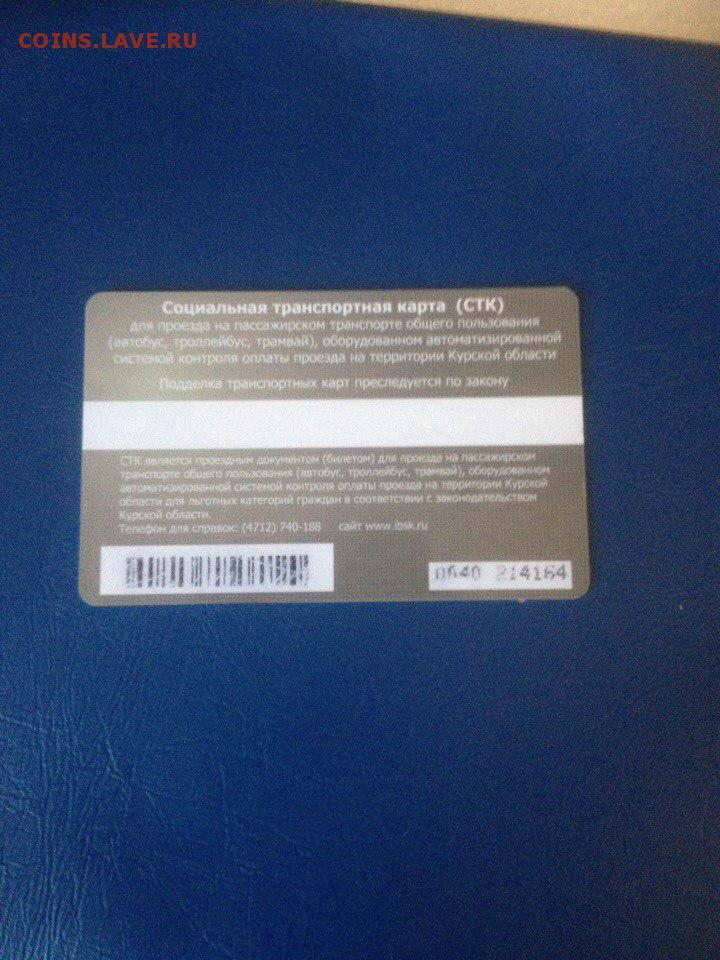 COINS.LAVE.RU
Социальная транспортная карта (СТК)
для проезда на пассажирском транспорте общего пользования
(автобус, троллейбус, трамвай), оборудованном автоматизированной
системой контроля оплаты проезда на территории Курской области
Подделка транспортных карт преследуется по закону
СТК является проездным документом (билетом) для проезда на пассажирском
транспорте общего пользования (автобус, троллейбус, трамвай), оборудованном
автоматизированной системой контроля оплаты проезда на территории Курской
области для льготных категорий граждан в соответствии с законодательством
Курской области.
Телефон для справок: (4712) 740-188 сайт www.ibsk.ru
0640 214164